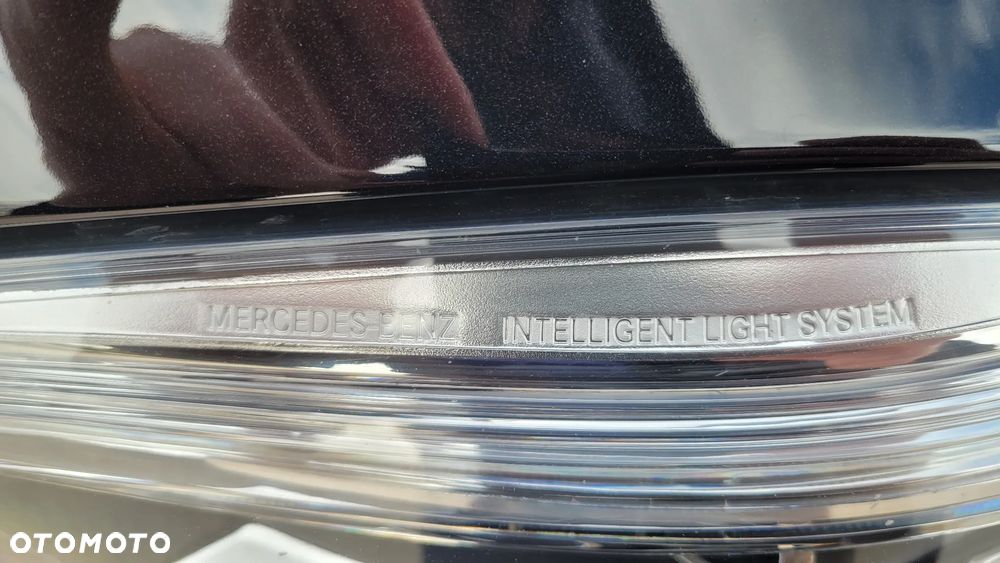 MERCEDES-BENZ INTELLIGENT LIGHT SYSTEM
OTOMOTO